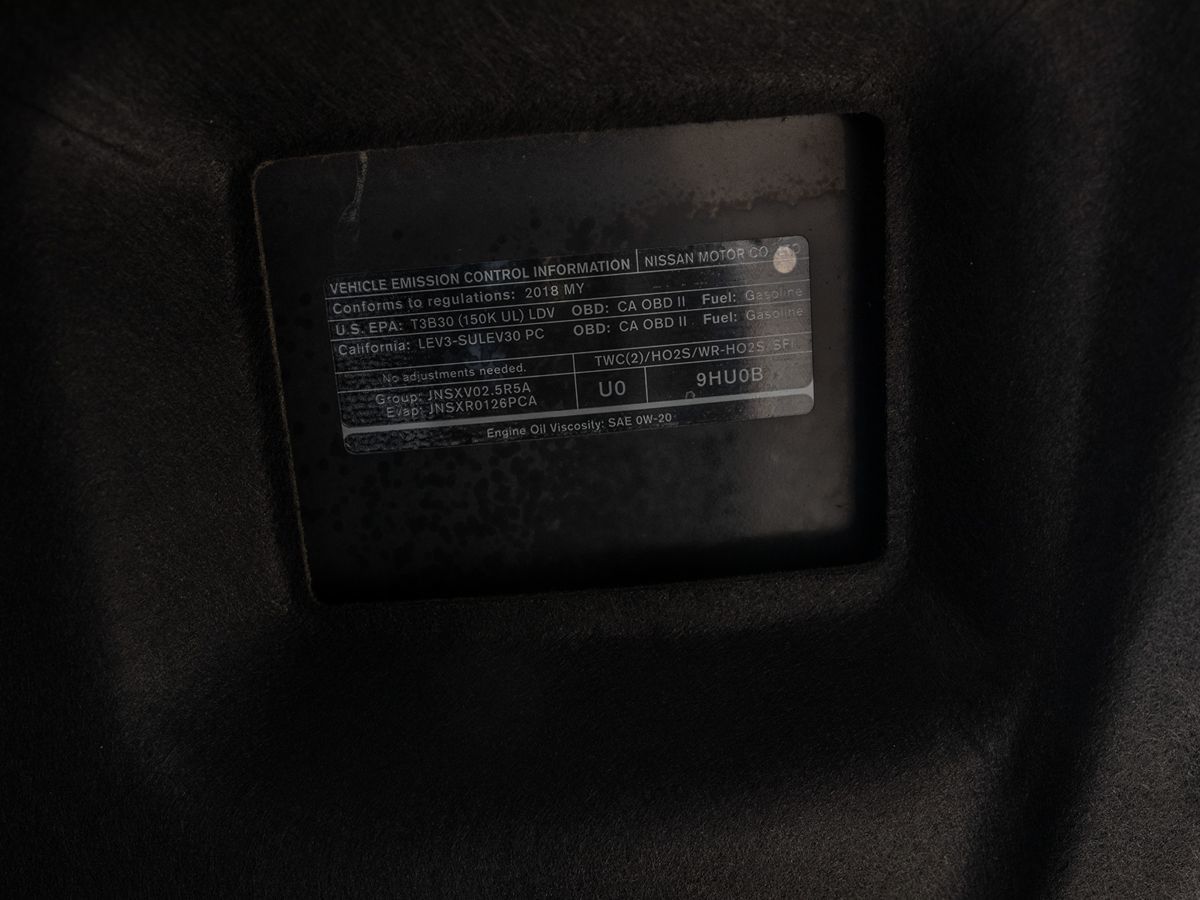 VEHICLE EMISSION CONTROL INFORMATION NISSAN MOTOR CO
Conforms to regulations: 2018 MY
U.S. EPA: T3B30 (150K UL) LDV OBD: CA OBD II Fuel: Gasoline
California: LEV3-SULEV30 PC OBD: CA OBD II Fuel: Gasoline
No adjustments needed. TWC(2)/HO2S/WR-HO2S/SFI
Group: JNSXV02.5R5A U0 9HU0B
Evap: JNSXR0126PCA
Engine Oil Viscosity: SAE 0W-20